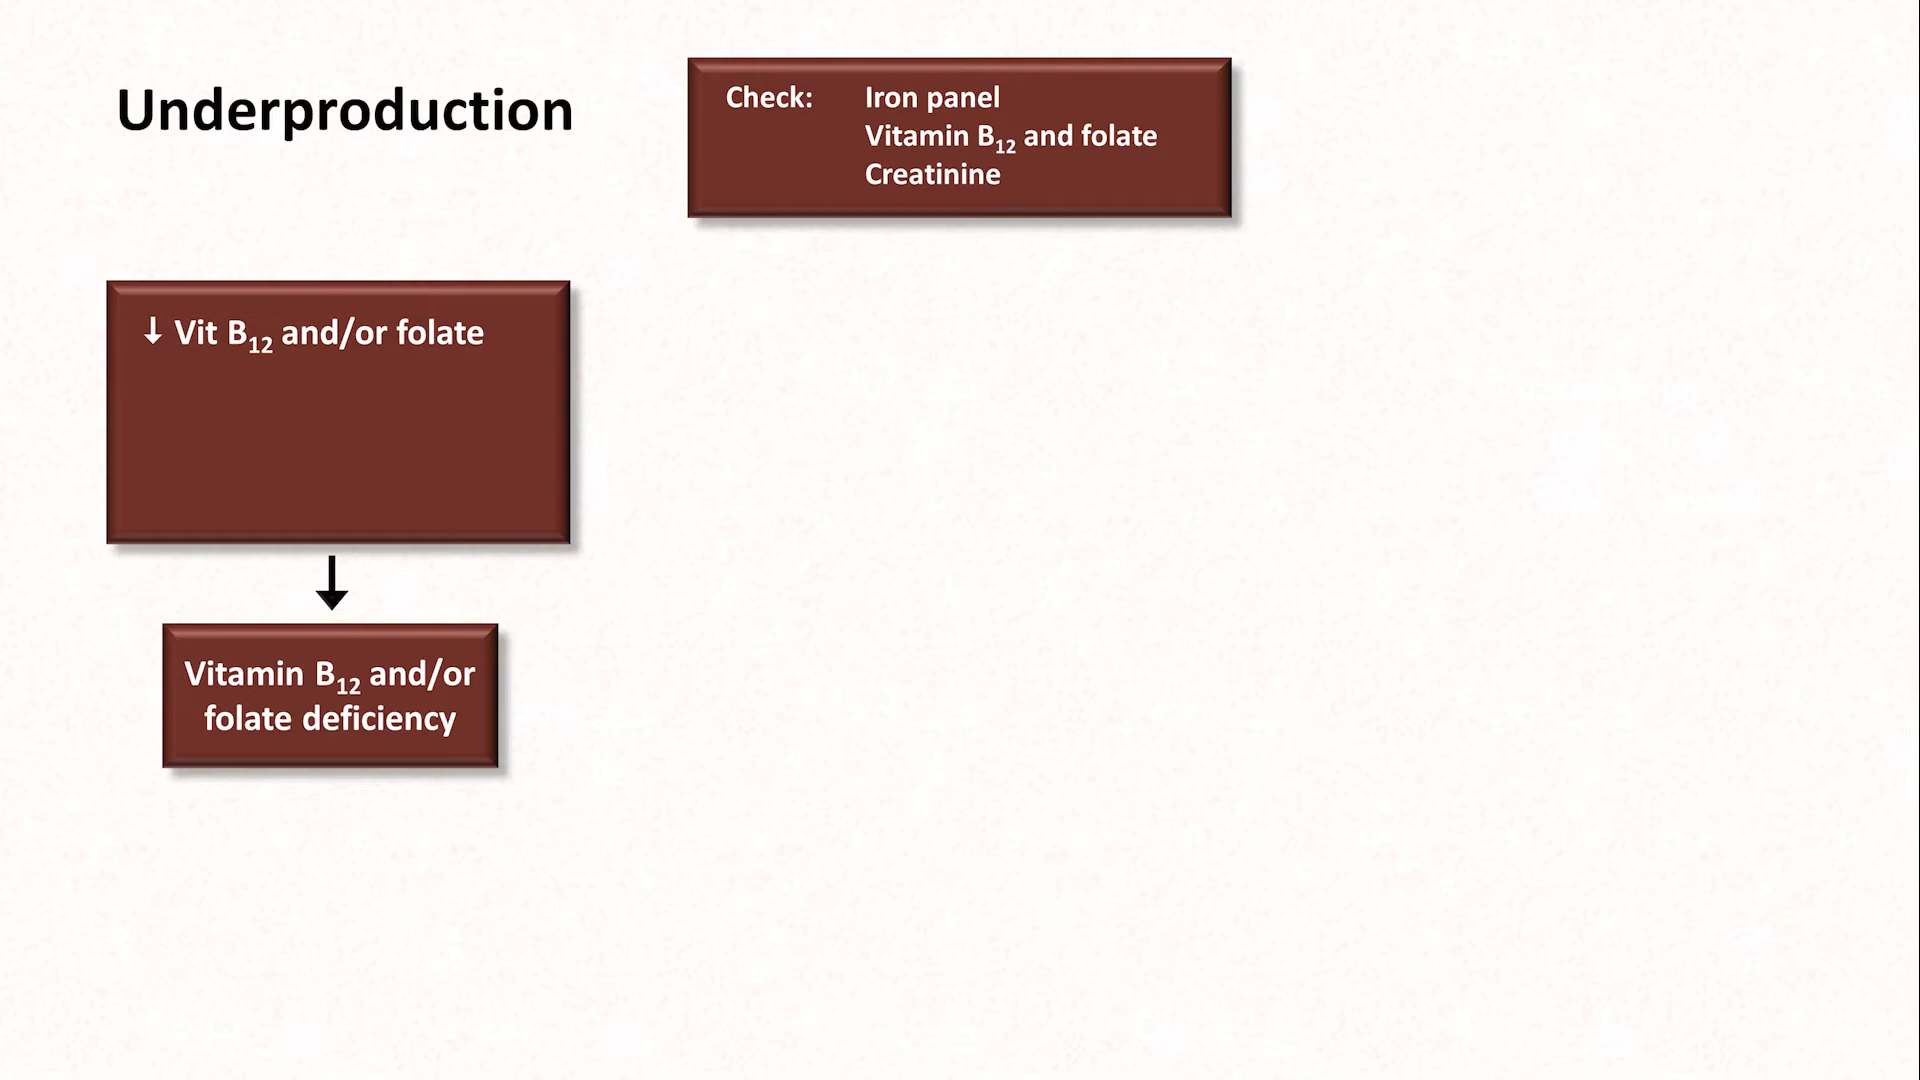 Underproduction
Check: Iron panel
Vitamin B₁₂ and folate
Creatinine
↓ Vit B₁₂ and/or folate
Vitamin B₁₂ and/or
folate deficiency